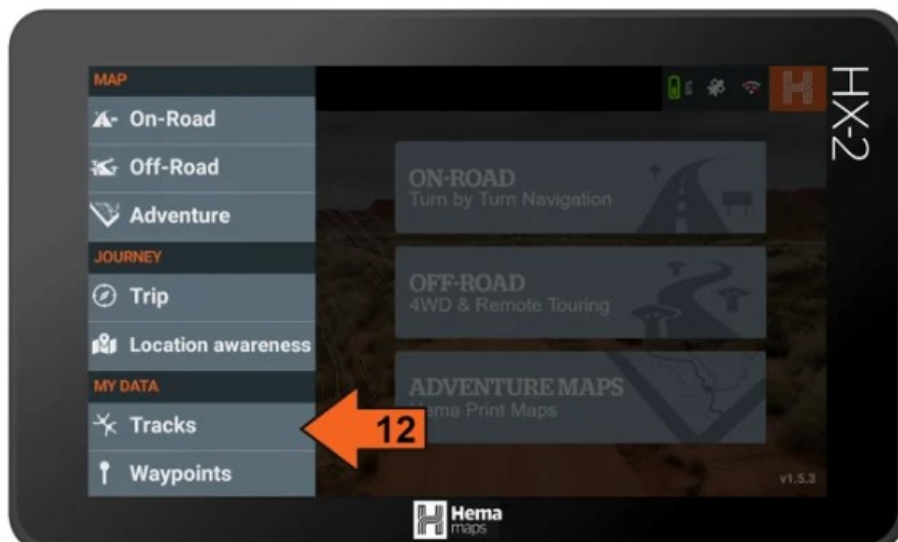 MAP
On-Road
Off-Road
Adventure
JOURNEY
Trip
Location awareness
MY DATA
Tracks
Waypoints
ON-ROAD
Turn by Turn Navigation
OFF-ROAD
4WD & Remote Touring
ADVENTURE MAPS
Hema Print Maps
12
v1.5.3
HX-2
Hema
maps